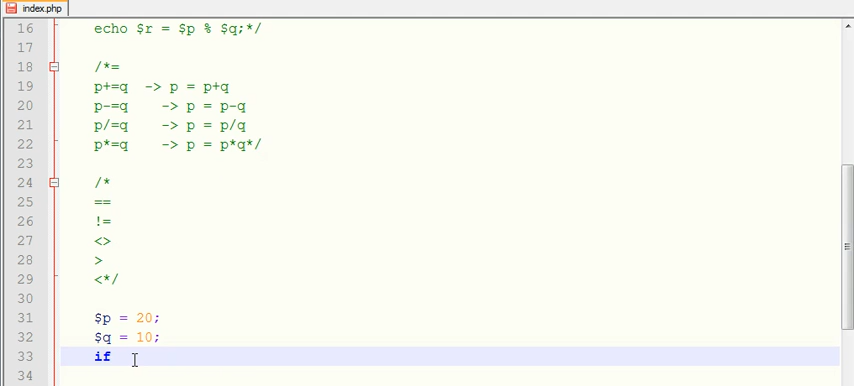 index.php
16 echo $r = $p % $q;*/
17
18 /*=
19 p+=q -> p = p+q
20 p-=q -> p = p-q
21 p/=q -> p = p/q
22 p*=q -> p = p*q*/
23
24 /*
25 ==
26 !=
27 <>
28 >
29 <*/
30
31 $p = 20;
32 $q = 10;
33 if
34